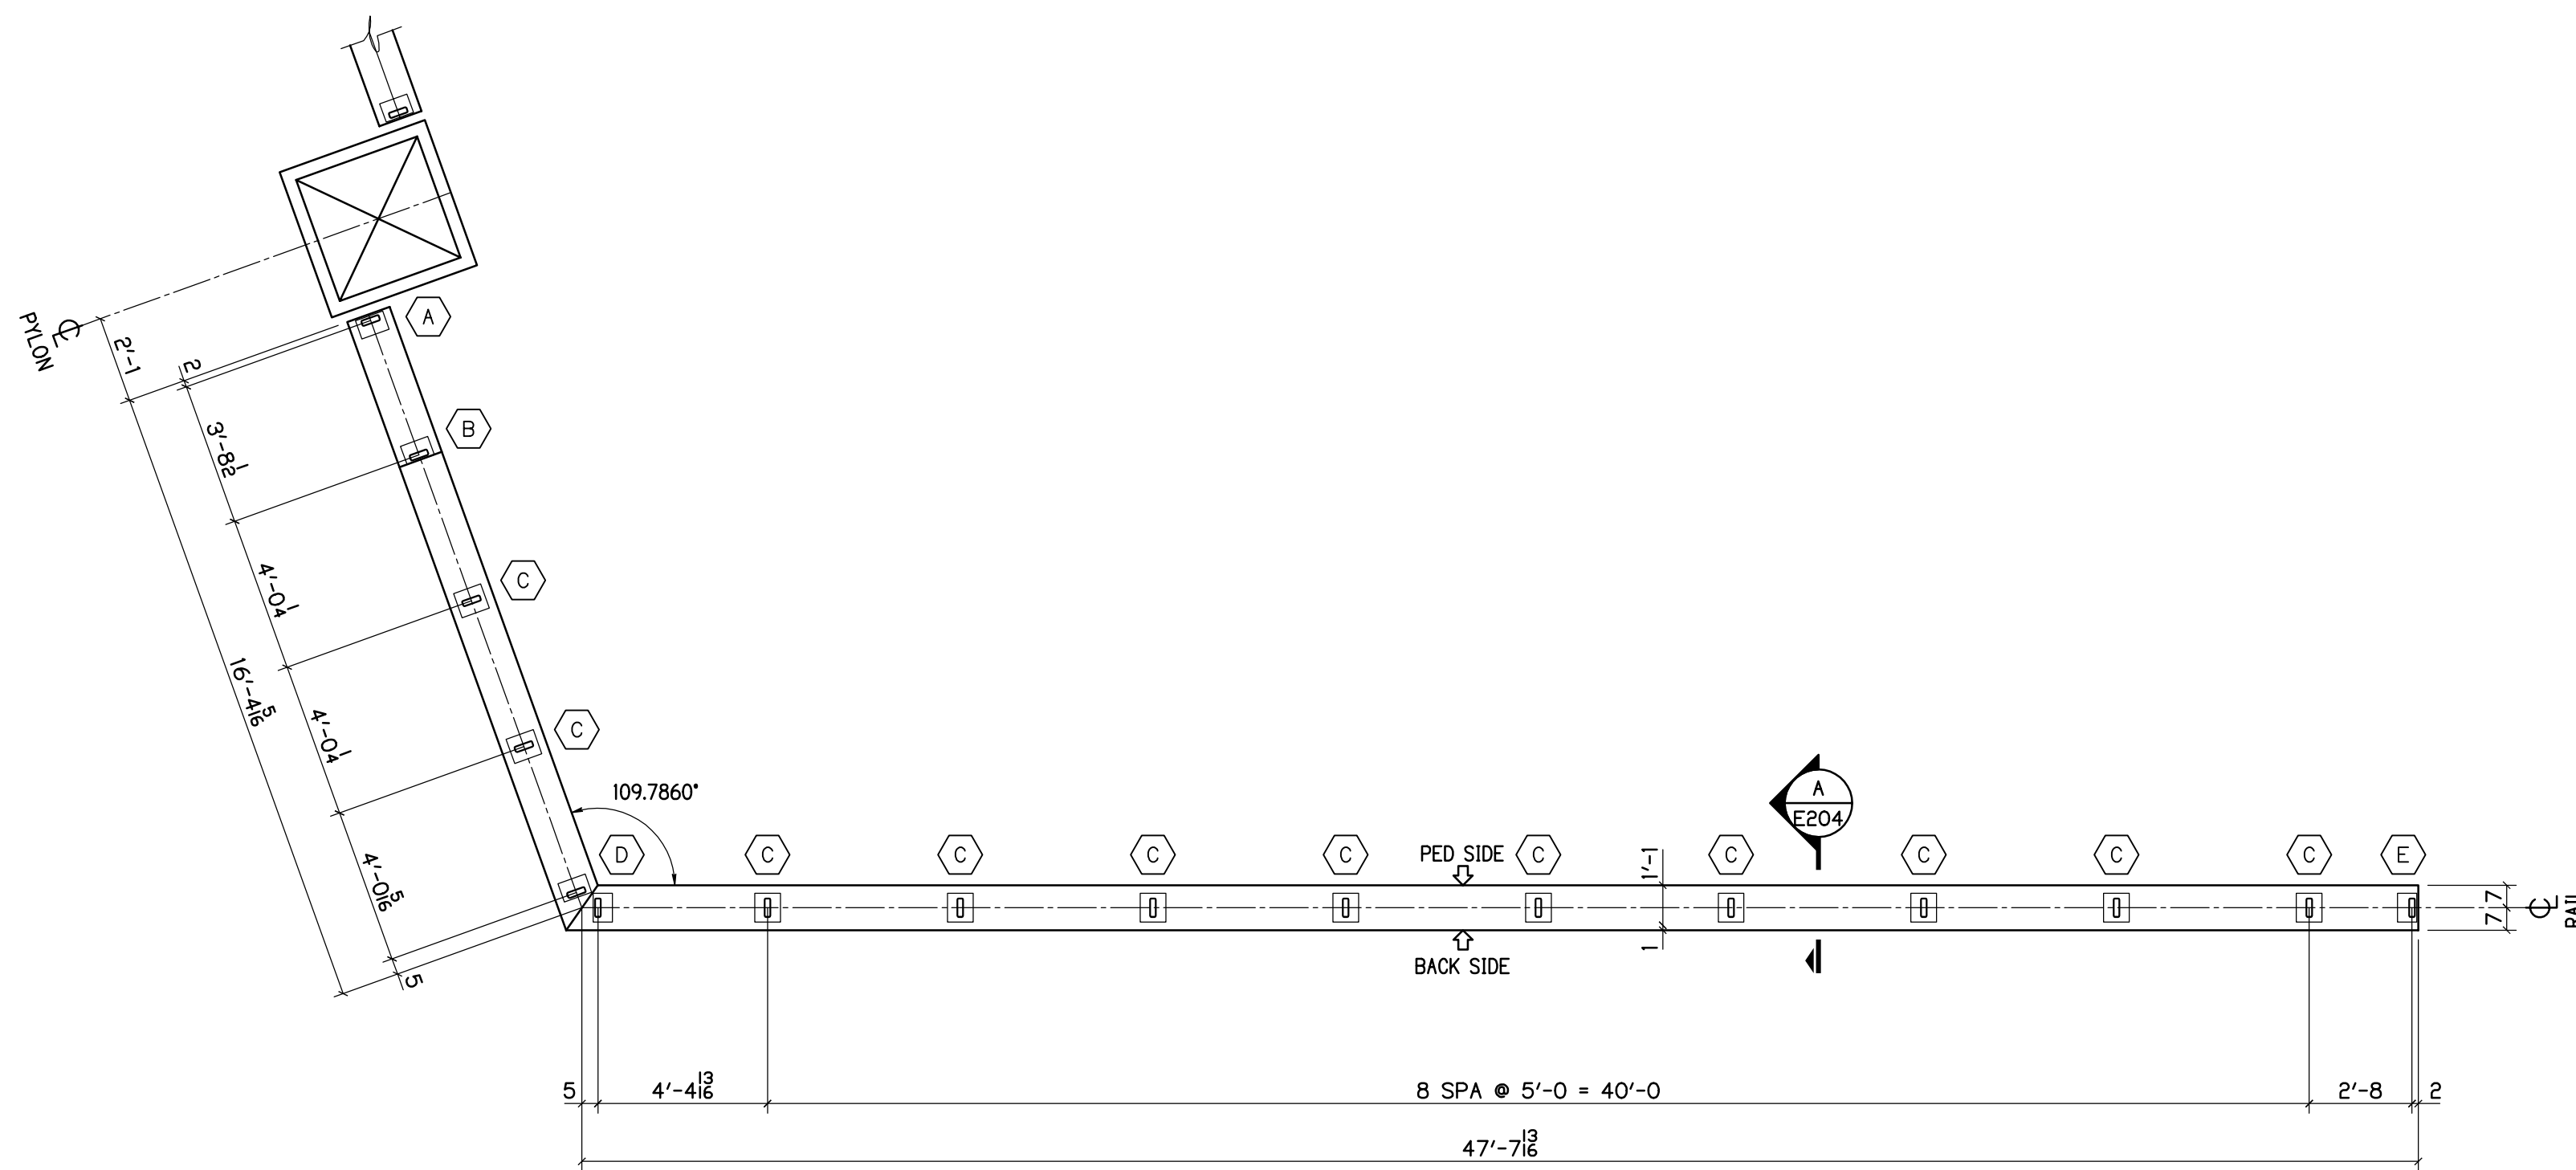 A
℄
PYLON
2'-1
2
B
3'-8 1/2
C
4'-0 1/4
16'-4 5/16
4'-0 1/4
C
109.7860°
A
E204
D
C
C
C
C
PED SIDE
C
1'-1
C
C
C
C
E
4'-0 5/16
7
7
℄
RAIL
1
BACK SIDE
5
5
4'-4 13/16
8 SPA @ 5'-0 = 40'-0
2'-8
2
47'-7 13/16